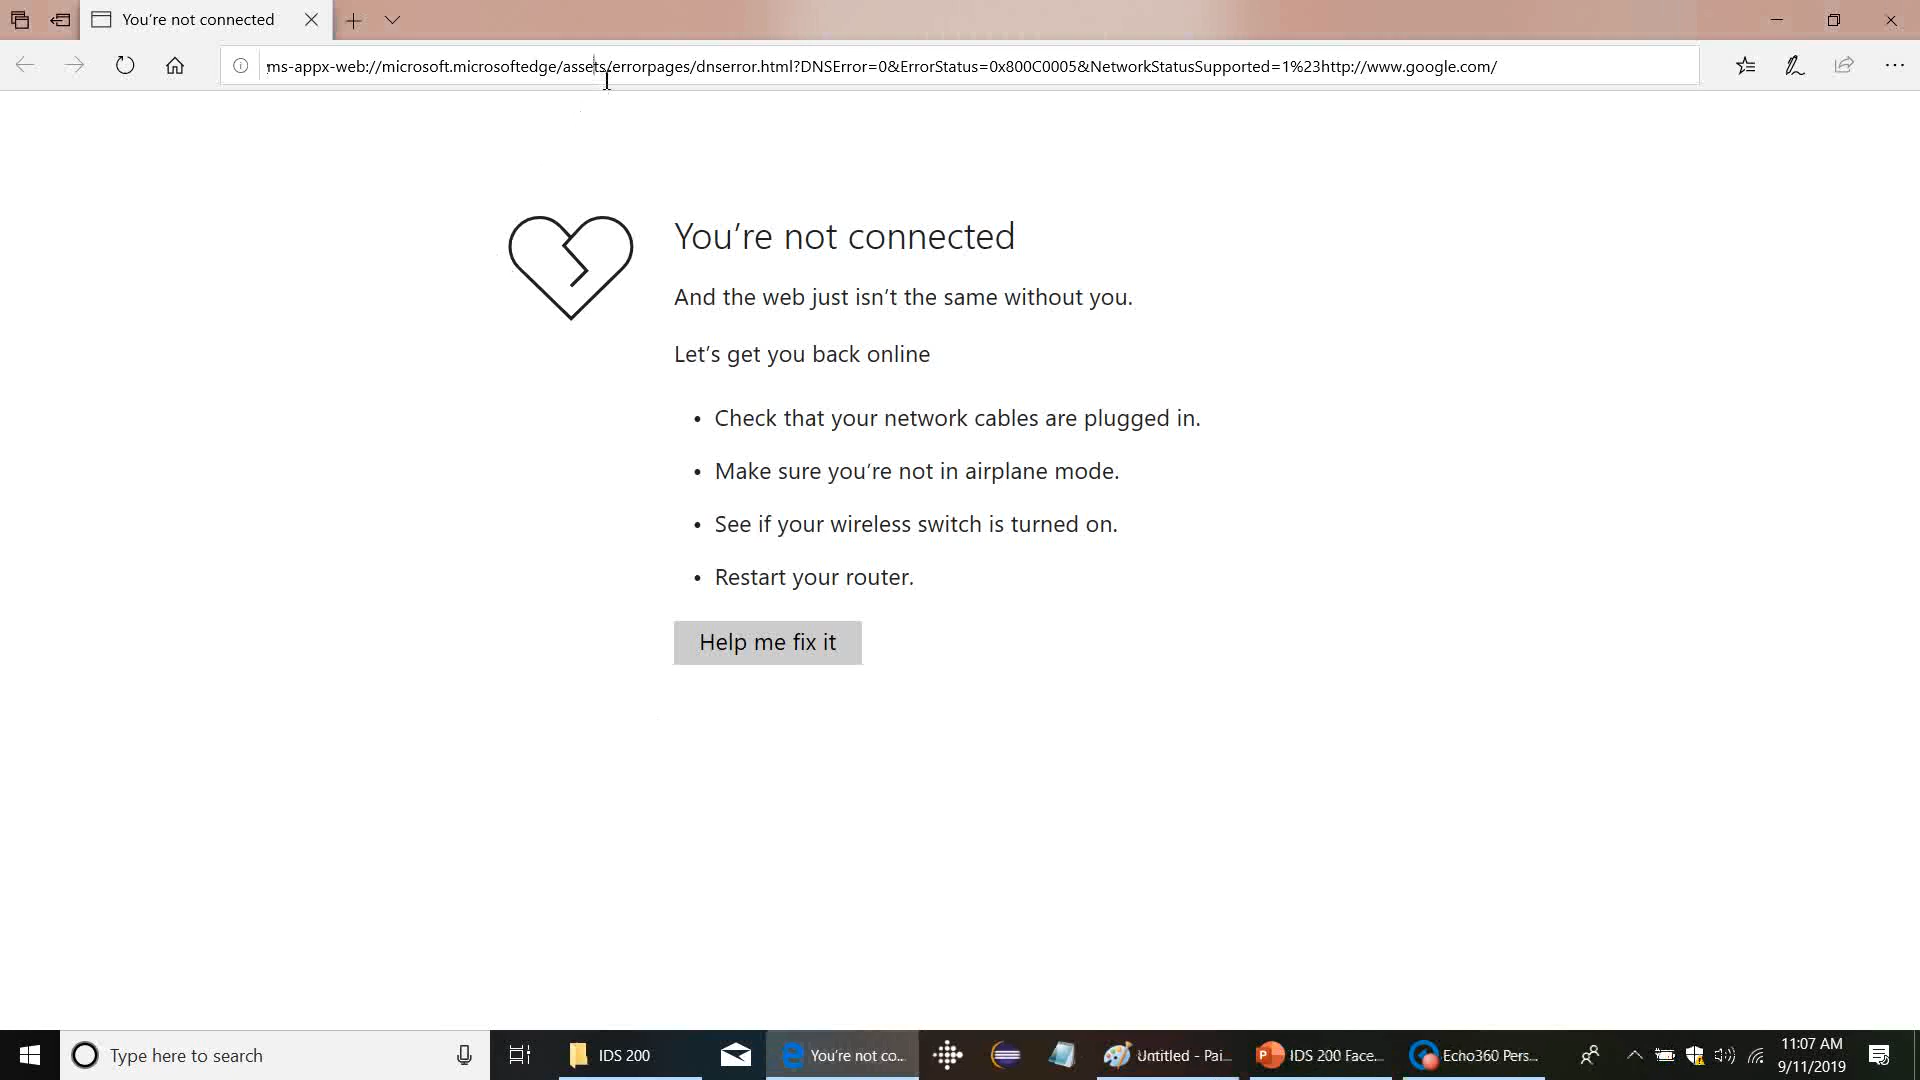 You're not connected
ms-appx-web://microsoft.microsoftedge/assets/errorpages/dnserror.html?DNSError=0&ErrorStatus=0x800C0005&NetworkStatusSupported=1%23http://www.google.com/
You're not connected
And the web just isn't the same without you.
Let's get you back online
• Check that your network cables are plugged in.
• Make sure you're not in airplane mode.
• See if your wireless switch is turned on.
• Restart your router.
Help me fix it
Type here to search
IDS 200
You're not co...
Untitled - Pai...
IDS 200 Face...
Echo360 Pers...
11:07 AM
9/11/2019